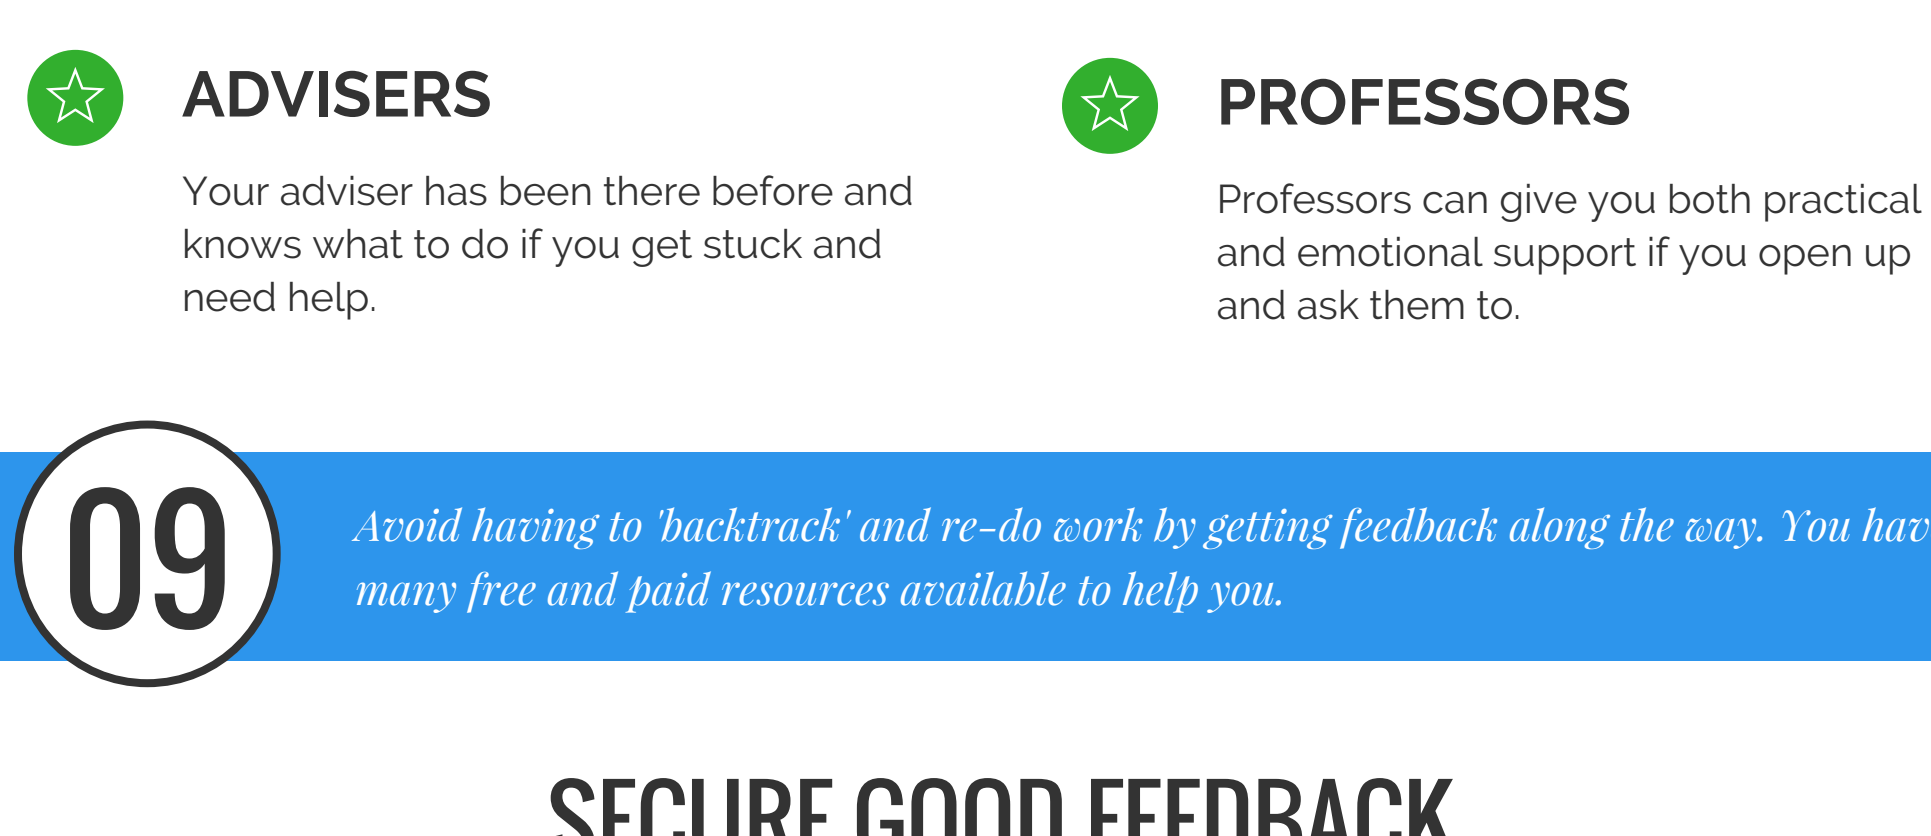 ADVISERS
Your adviser has been there before and
knows what to do if you get stuck and
need help.
PROFESSORS
Professors can give you both practical
and emotional support if you open up
and ask them to.
09
Avoid having to 'backtrack' and re-do work by getting feedback along the way. You hav
many free and paid resources available to help you.
SECURE GOOD FEEDBACK